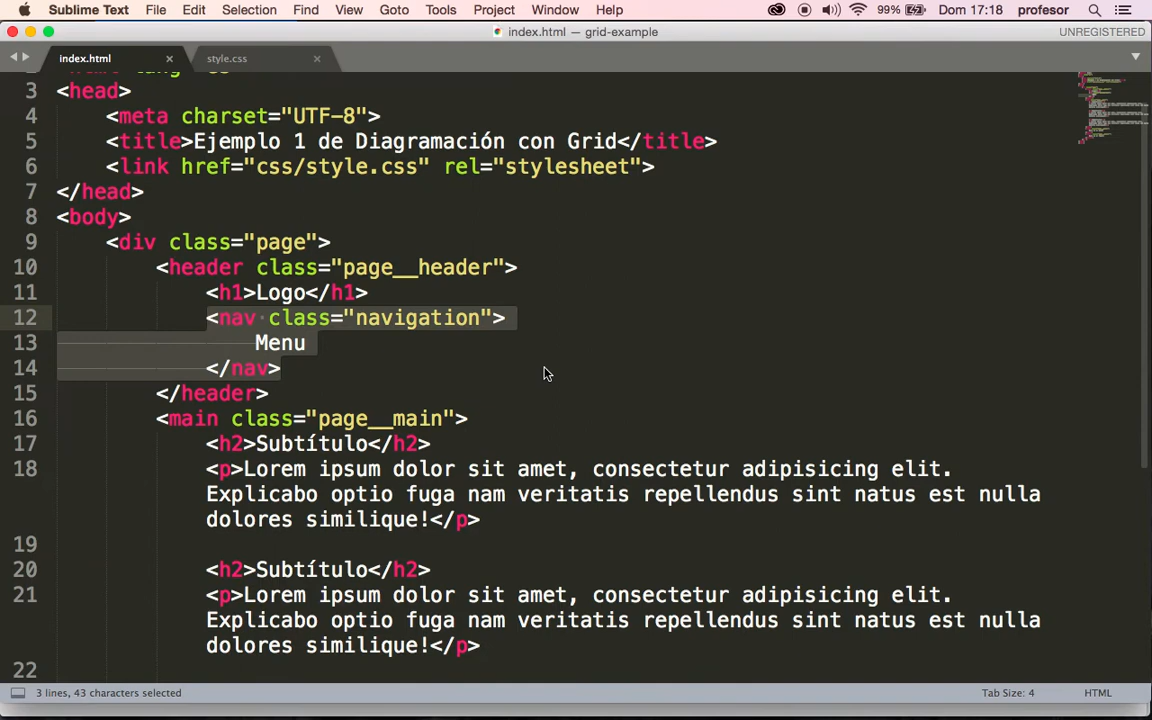 Sublime Text File Edit Selection Find View Goto Tools Project Window Help 99% Dom 17:18 profesor
index.html — grid-example UNREGISTERED
index.html style.css
3 <head>
4 <meta charset="UTF-8">
5 <title>Ejemplo 1 de Diagramación con Grid</title>
6 <link href="css/style.css" rel="stylesheet">
7 </head>
8 <body>
9 <div class="page">
10 <header class="page__header">
11 <h1>Logo</h1>
12 <nav class="navigation">
13 Menu
14 </nav>
15 </header>
16 <main class="page__main">
17 <h2>Subtítulo</h2>
18 <p>Lorem ipsum dolor sit amet, consectetur adipisicing elit.
Explicabo optio fuga nam veritatis repellendus sint natus est nulla
dolores similique!</p>
19
20 <h2>Subtítulo</h2>
21 <p>Lorem ipsum dolor sit amet, consectetur adipisicing elit.
Explicabo optio fuga nam veritatis repellendus sint natus est nulla
dolores similique!</p>
22
3 lines, 43 characters selected Tab Size: 4 HTML